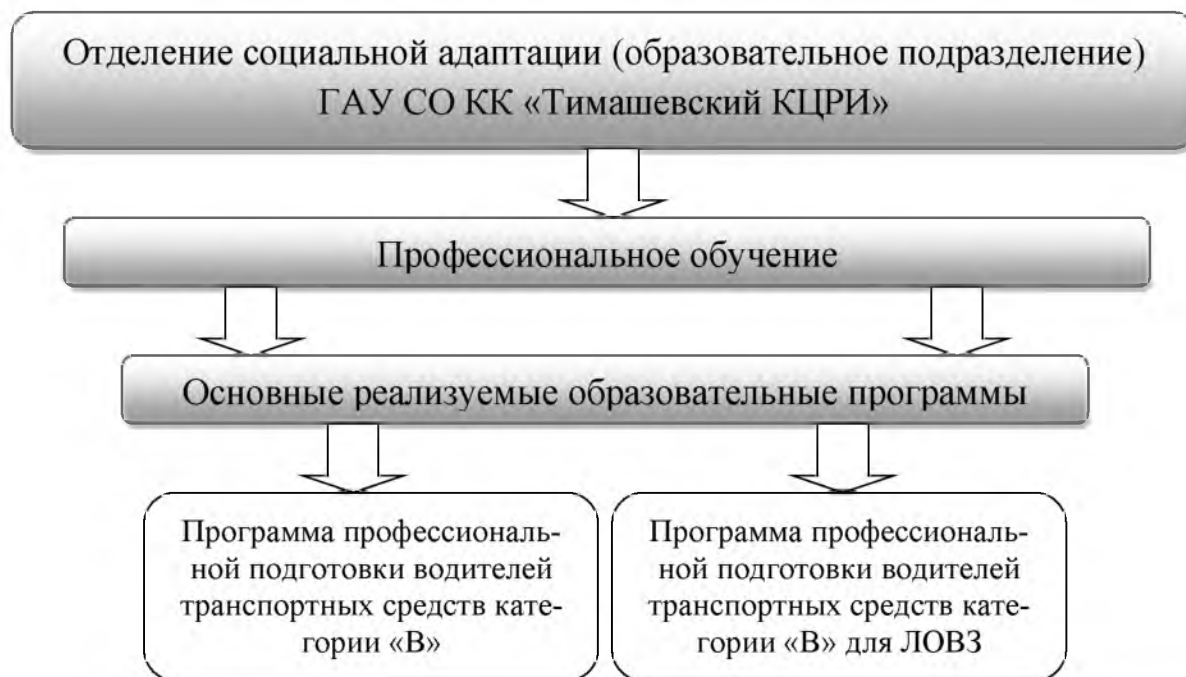 Отделение социальной адаптации (образовательное подразделение)
ГАУ СО КК «Тимашевский КЦРИ»
Профессиональное обучение
Основные реализуемые образовательные программы
Программа профессиональ-
ной подготовки водителей
транспортных средств кате-
гории «В»
Программа профессиональ-
ной подготовки водителей
транспортных средств кате-
гории «В» для ЛОВЗ